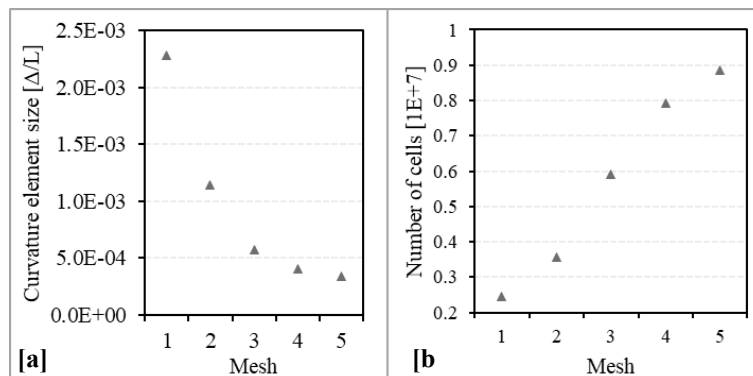 Curvature element size [Δ/L]
2.5E-03
2.0E-03
1.5E-03
1.0E-03
5.0E-04
0.0E+00
1 2 3 4 5
Mesh
[a]
Number of cells [1E+7]
1
0.9
0.8
0.7
0.6
0.5
0.4
0.3
0.2
1 2 3 4 5
Mesh
[b